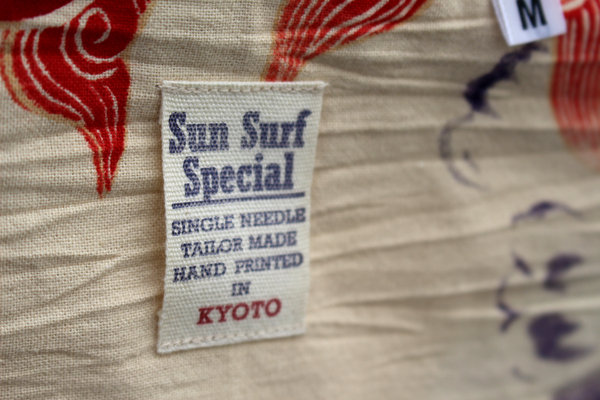 M
Sun Surf
Special
SINGLE NEEDLE
TAILOR MADE
HAND PRINTED
IN
KYOTO